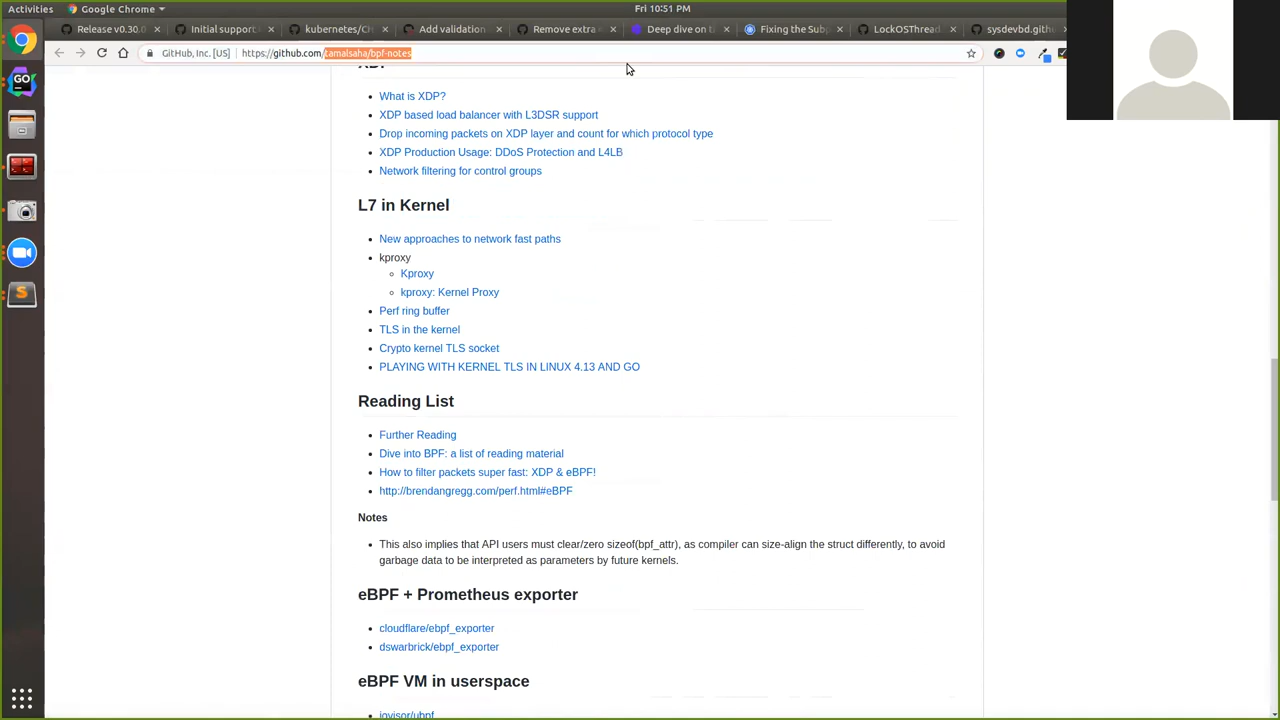 Activities
Google Chrome
Fri 10:51 PM
Release v0.30.
Initial support
kubernetes/
Add validation
Remove extra
Deep dive on
Fixing the
LockOSThread
sysdevbd.gith
GitHub, Inc. [US]
https://github.com/tamalsaha/bpf-notes
XDP
What is XDP?
XDP based load balancer with L3DSR support
Drop incoming packets on XDP layer and count for which protocol type
XDP Production Usage: DDoS Protection and L4LB
Network filtering for control groups
L7 in Kernel
New approaches to network fast paths
kproxy
Kproxy
kproxy: Kernel Proxy
Perf ring buffer
TLS in the kernel
Crypto kernel TLS socket
PLAYING WITH KERNEL TLS IN LINUX 4.13 AND GO
Reading List
Further Reading
Dive into BPF: a list of reading material
How to filter packets super fast: XDP & eBPF!
http://brendangregg.com/perf.html#eBPF
Notes
This also implies that API users must clear/zero sizeof(bpf_attr), as compiler can size-align the struct differently, to avoid
garbage data to be interpreted as parameters by future kernels.
eBPF + Prometheus exporter
cloudflare/ebpf_exporter
dswarbrick/ebpf_exporter
eBPF VM in userspace
iovisor/ubpf